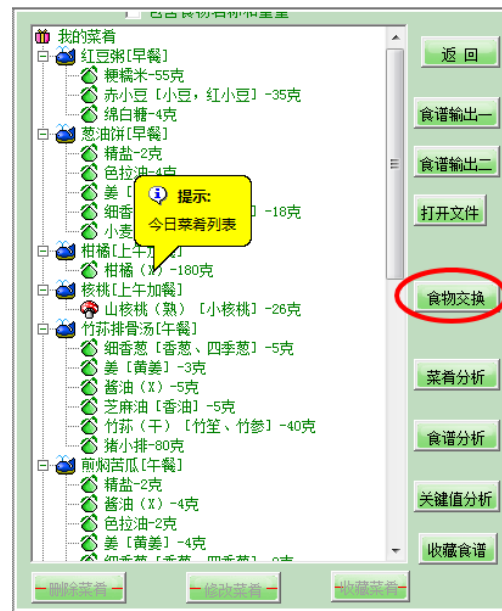 包含食物名称和重量
我的菜肴
红豆粥[早餐]
粳糯米-55克
赤小豆 [小豆, 红小豆] -35克
绵白糖-4克
葱油饼[早餐]
精盐-2克
色拉油-4克
姜 [
细香
] -18克
小麦
提示:
今日菜肴列表
柑橘[上午加餐]
柑橘 (X) -180克
核桃[上午加餐]
山核桃 (熟) [小核桃] -26克
竹荪排骨汤[午餐]
细香葱 [香葱、四季葱] -5克
姜 [黄姜] -3克
酱油 (X) -5克
芝麻油 [香油] -5克
竹荪 (干) [竹笙、竹参] -40克
猪小排-80克
煎焖苦瓜[午餐]
精盐-2克
酱油 (X) -4克
色拉油-2克
姜 [黄姜] -4克
返 回
食谱输出一
食谱输出二
打开文件
食物交换
菜肴分析
食谱分析
关键值分析
收藏食谱
删除菜肴
修改菜肴
收藏菜肴